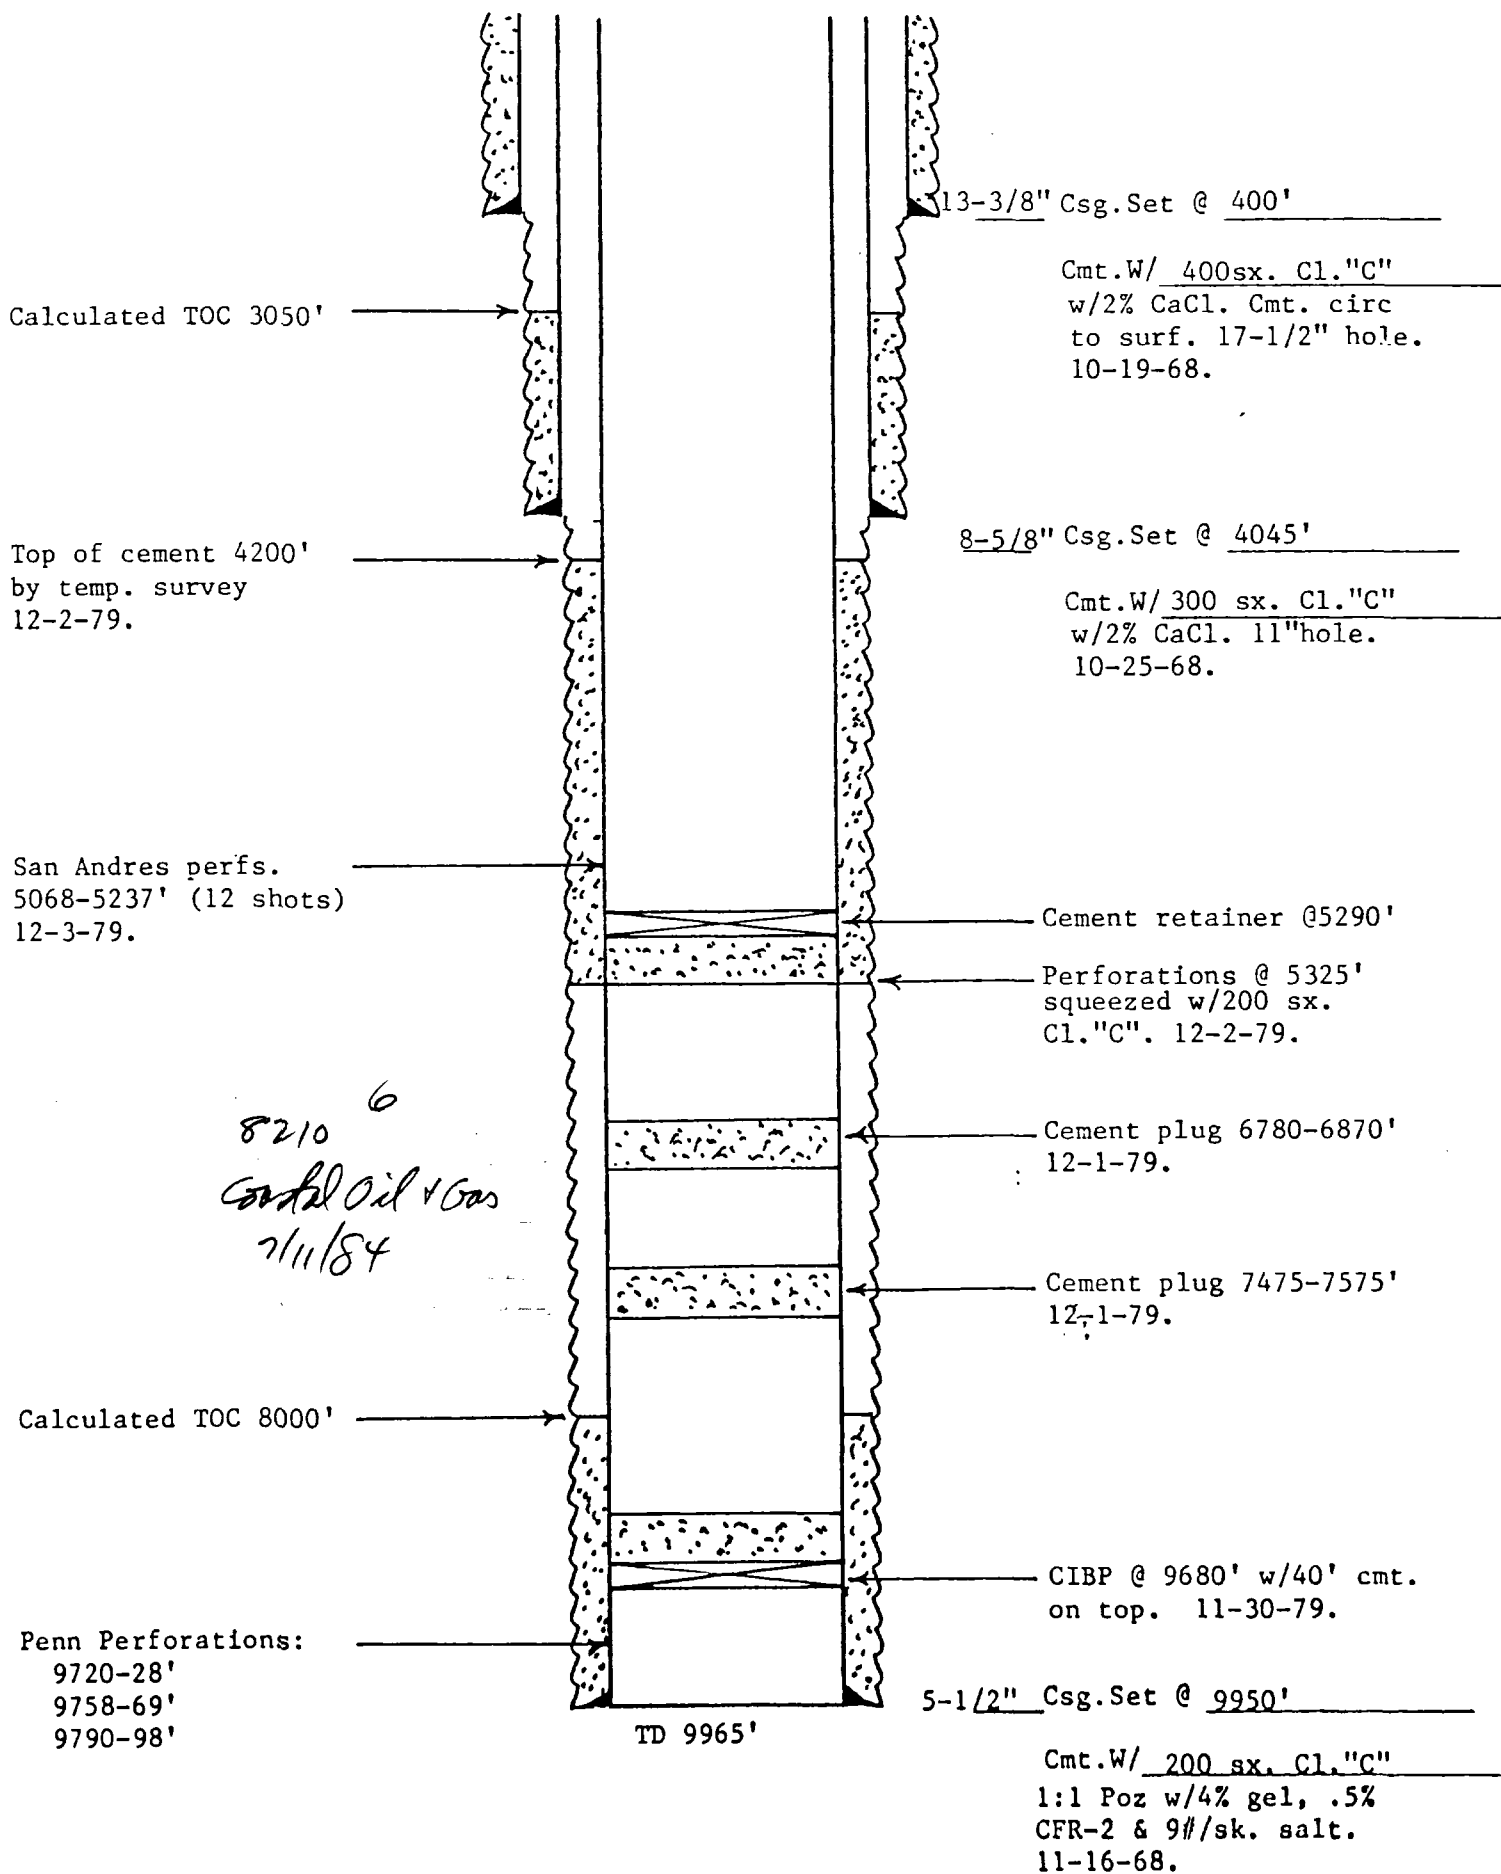 13-3/8" Csg.Set @ 400'
Cmt.W/ 400sx. Cl."C"
w/2% CaCl. Cmt. circ
to surf. 17-1/2" hole.
10-19-68.
Calculated TOC 3050'
8-5/8" Csg.Set @ 4045'
Cmt.W/ 300 sx. Cl."C"
w/2% CaCl. 11"hole.
10-25-68.
Top of cement 4200'
by temp. survey
12-2-79.
San Andres perfs.
5068-5237' (12 shots)
12-3-79.
Cement retainer @5290'
Perforations @ 5325'
squeezed w/200 sx.
Cl."C". 12-2-79.
6
8210
Oil & Gas
7/11/84
Cement plug 6780-6870'
12-1-79.
Cement plug 7475-7575'
12-1-79.
Calculated TOC 8000'
CIBP @ 9680' w/40' cmt.
on top. 11-30-79.
Penn Perforations:
9720-28'
9758-69'
9790-98'
TD 9965'
5-1/2" Csg.Set @ 9950'
Cmt.W/ 200 sx. Cl."C"
1:1 Poz w/4% gel, .5%
CFR-2 & 9#/sk. salt.
11-16-68.